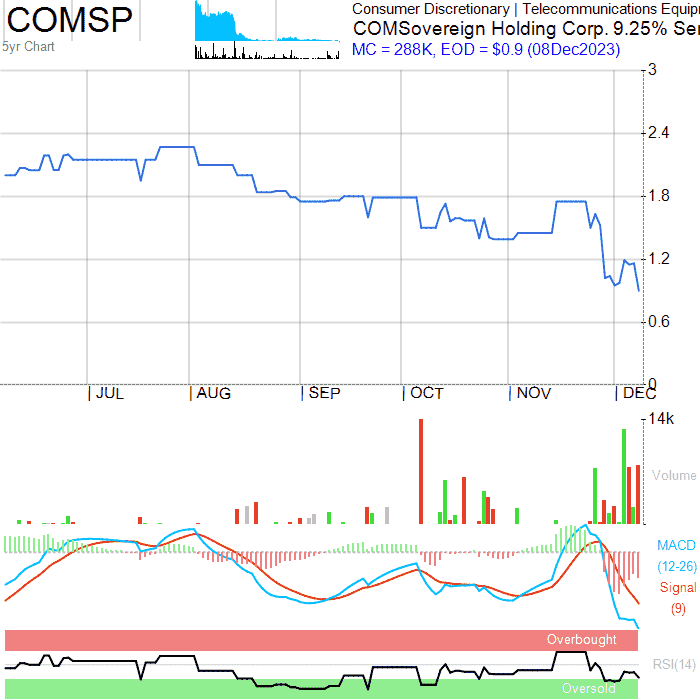 COMSP
5yr Chart
Consumer Discretionary | Telecommunications Equip
COMSovereign Holding Corp. 9.25% Ser
MC = 288K, EOD = $0.9 (08Dec2023)
3
2.4
1.8
1.2
0.6
0
JUL AUG SEP OCT NOV DEC
14k
Volume
MACD
(12-26)
Signal
(9)
Overbought
RSI(14)
Oversold